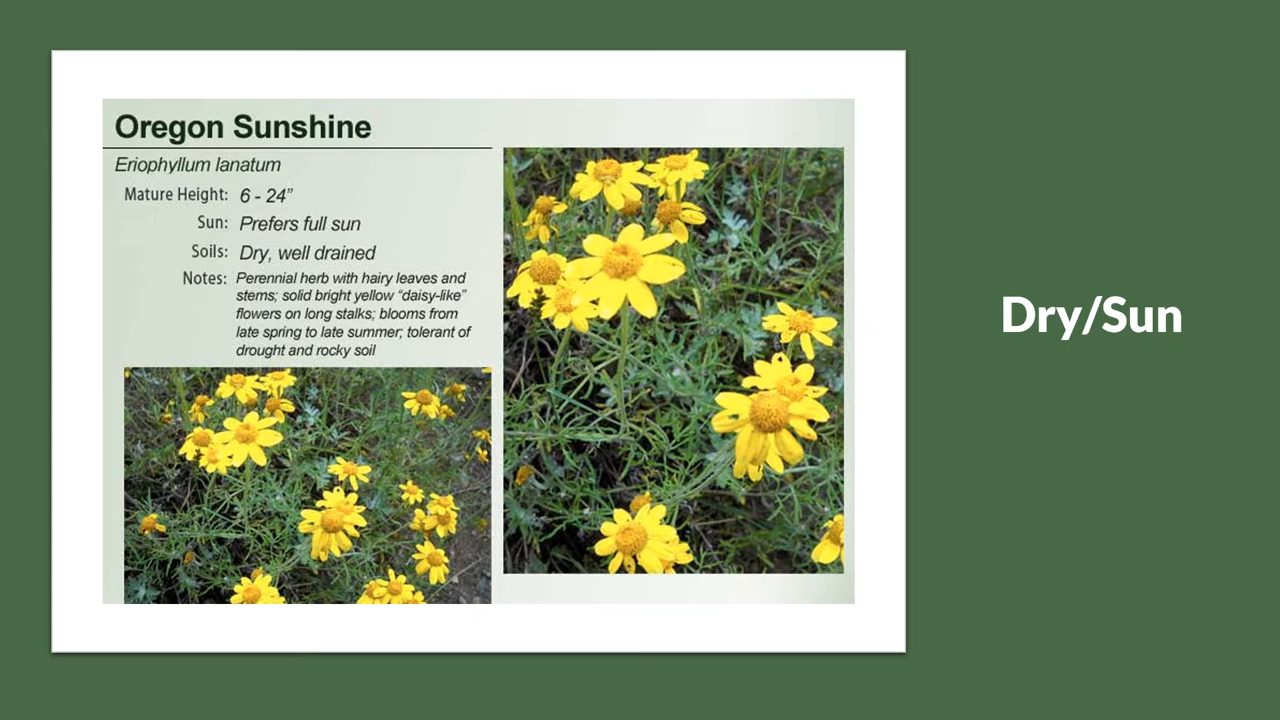 Oregon Sunshine
Eriophyllum lanatum
Mature Height: 6 - 24”
Sun: Prefers full sun
Soils: Dry, well drained
Notes: Perennial herb with hairy leaves and
stems; solid bright yellow “daisy-like”
flowers on long stalks; blooms from
late spring to late summer; tolerant of
drought and rocky soil
Dry/Sun